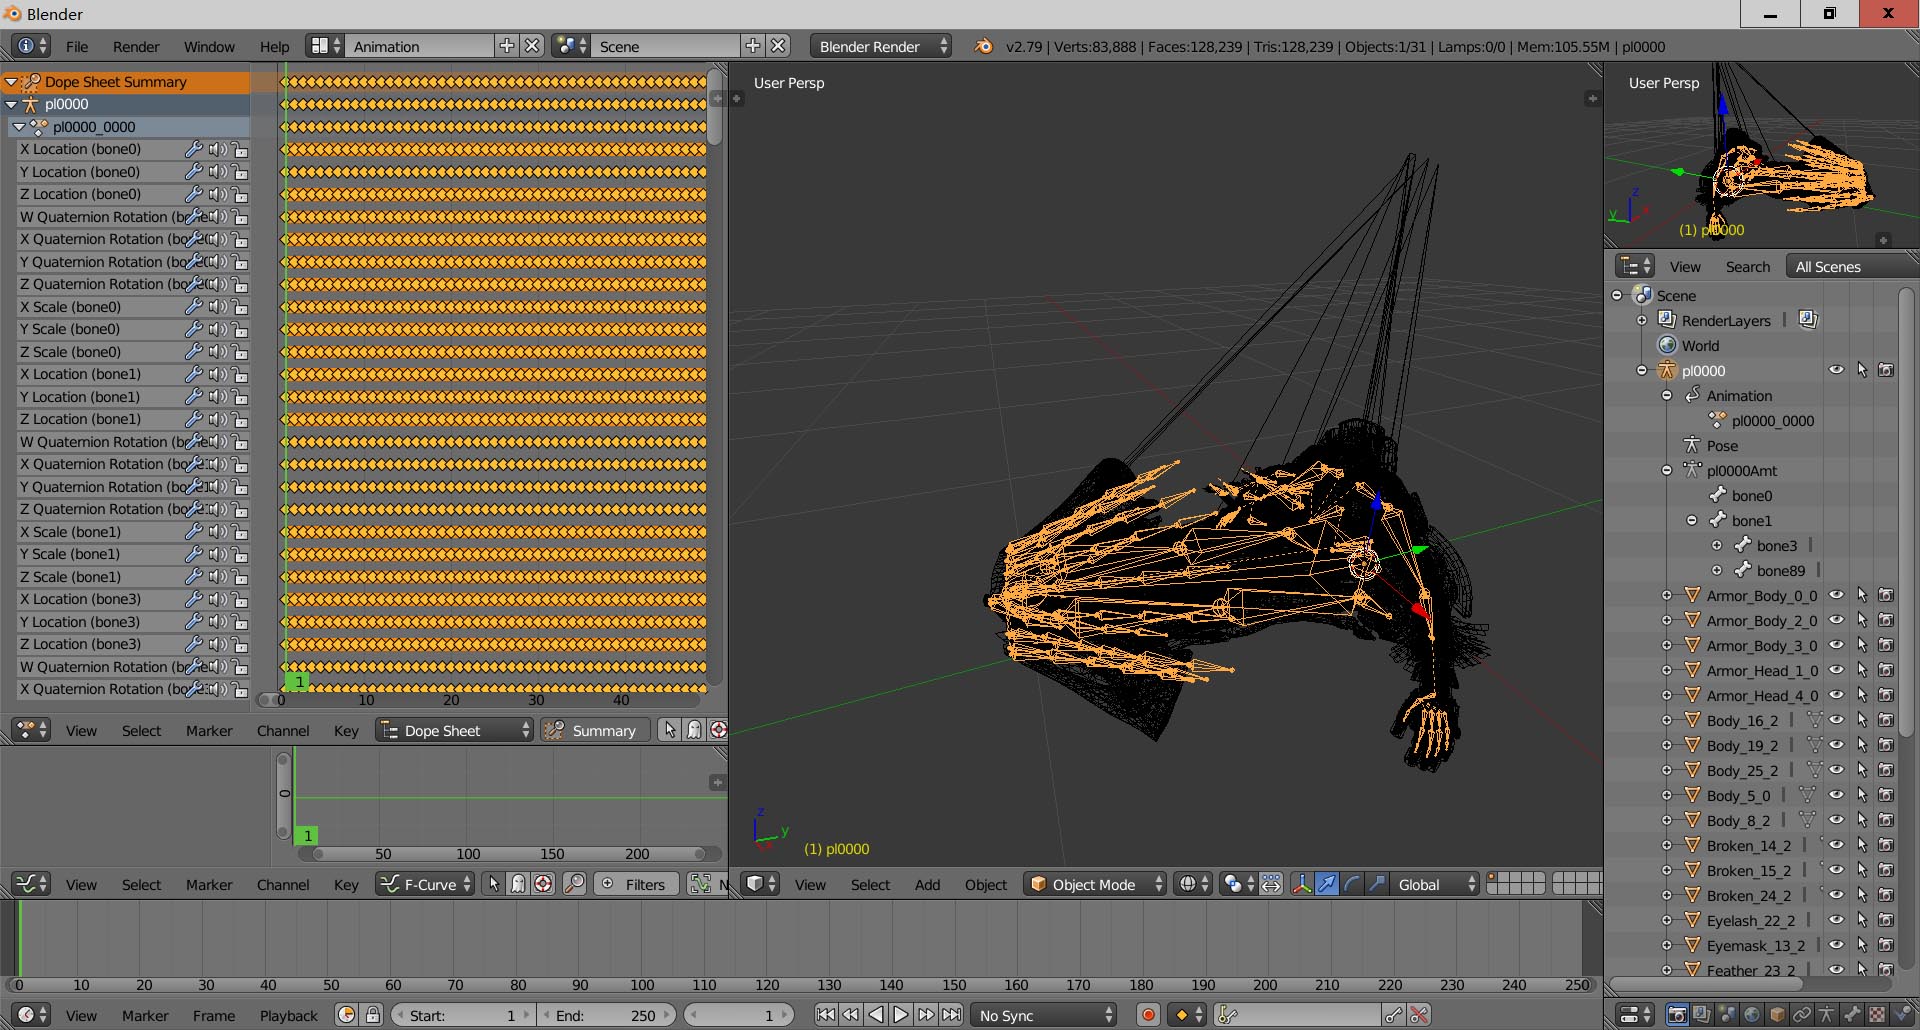 Blender
File Render Window Help Animation Scene Blender Render v2.79 | Verts:83,888 | Faces:128,239 | Tris:128,239 | Objects:1/31 | Lamps:0/0 | Mem:105.55M | pl0000
Dope Sheet Summary
pl0000
pl0000_0000
X Location (bone0)
Y Location (bone0)
Z Location (bone0)
W Quaternion Rotation (bone
X Quaternion Rotation (bon
Y Quaternion Rotation (bo
Z Quaternion Rotation (bo
X Scale (bone0)
Y Scale (bone0)
Z Scale (bone0)
X Location (bone1)
Y Location (bone1)
Z Location (bone1)
W Quaternion Rotation (bone
X Quaternion Rotation (bone
Y Quaternion Rotation (bon
Z Quaternion Rotation (bon
X Scale (bone1)
Y Scale (bone1)
Z Scale (bone1)
X Location (bone3)
Y Location (bone3)
Z Location (bone3)
W Quaternion Rotation (bone
X Quaternion Rotation (bone
1
0 10 20 30 40
View Select Marker Channel Key Dope Sheet Summary
0
1
50 100 150 200
View Select Marker Channel Key F-Curve Filters N
User Persp
z
y
(1) pl0000
View Select Add Object Object Mode Global
User Persp
z
y
(1) pl0000
View Search All Scenes
Scene
RenderLayers
World
pl0000
Animation
pl0000_0000
Pose
pl0000Amt
bone0
bone1
bone3
bone89
Armor_Body_0_0
Armor_Body_2_0
Armor_Body_3_0
Armor_Head_1_0
Armor_Head_4_0
Body_16_2
Body_19_2
Body_25_2
Body_5_0
Body_8_2
Broken_14_2
Broken_15_2
Broken_24_2
Eyelash_22_2
Eyemask_13_2
Feather_23_2
0 10 20 30 40 50 60 70 80 90 100 110 120 130 140 150 160 170 180 190 200 210 220 230 240 250
View Marker Frame Playback Start: 1 End: 250 1 No Sync